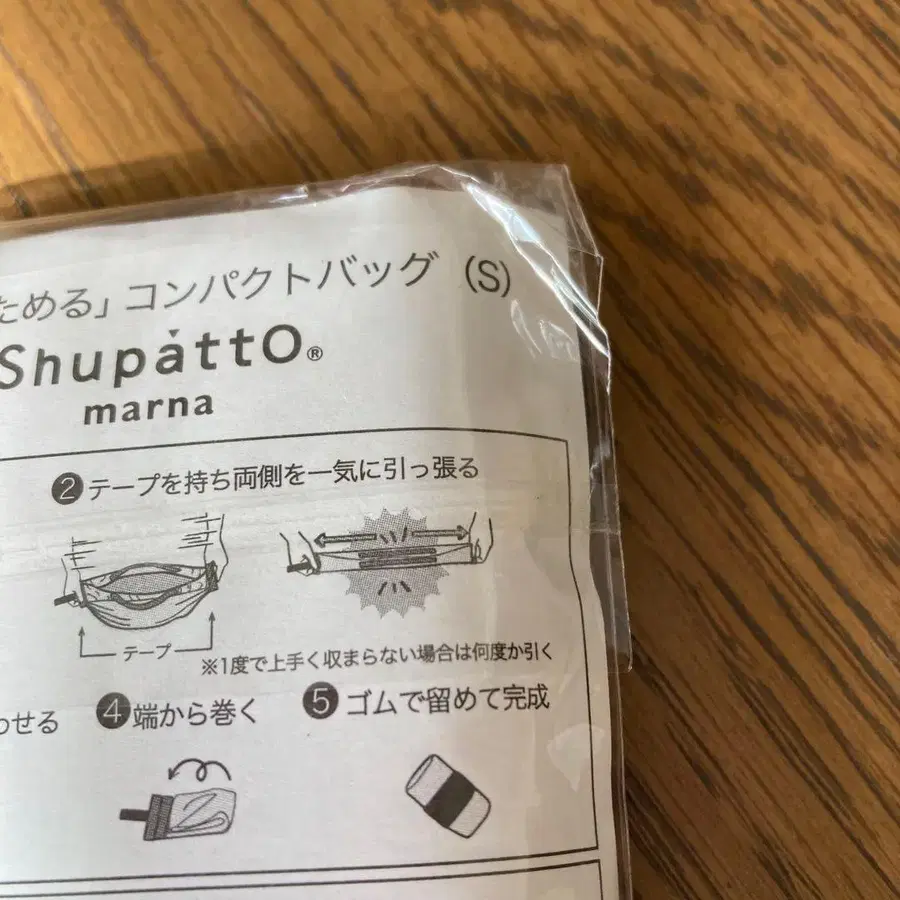 ためる」コンパクトバッグ (S)
Shupatto®
marna
❷テープを持ち両側を一気に引っ張る
テープ
※1度で上手く収まらない場合は何度か引く
わせる
❹端から巻く
❺ゴムで留めて完成